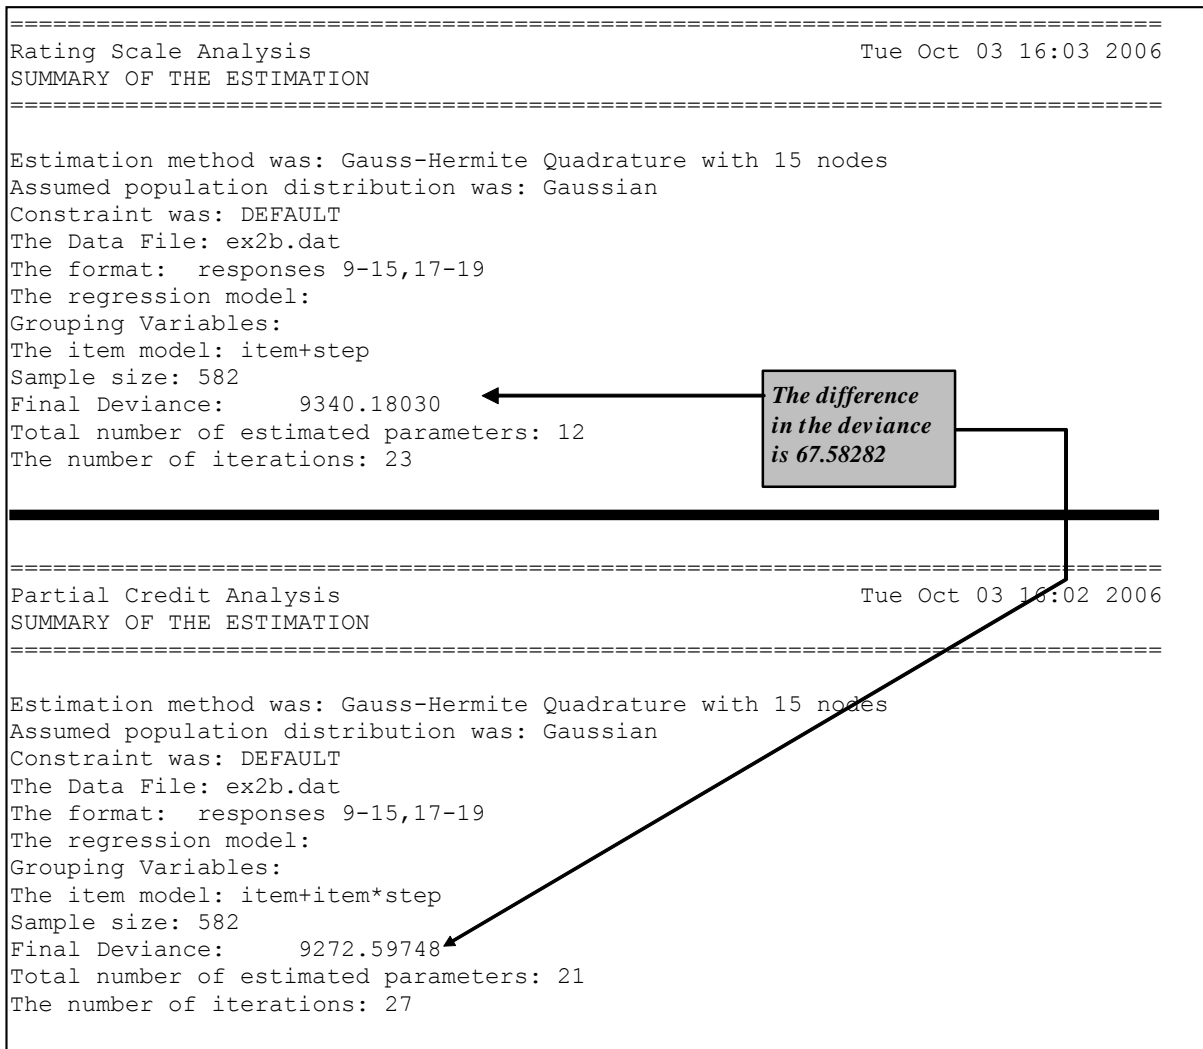 ================================================================================
Rating Scale Analysis Tue Oct 03 16:03 2006
SUMMARY OF THE ESTIMATION
================================================================================
Estimation method was: Gauss-Hermite Quadrature with 15 nodes
Assumed population distribution was: Gaussian
Constraint was: DEFAULT
The Data File: ex2b.dat
The format: responses 9-15,17-19
The regression model:
Grouping Variables:
The item model: item+step
Sample size: 582
Final Deviance: 9340.18030
Total number of estimated parameters: 12
The number of iterations: 23
The difference
in the deviance
is 67.58282
================================================================================
Partial Credit Analysis Tue Oct 03 16:02 2006
SUMMARY OF THE ESTIMATION
================================================================================
Estimation method was: Gauss-Hermite Quadrature with 15 nodes
Assumed population distribution was: Gaussian
Constraint was: DEFAULT
The Data File: ex2b.dat
The format: responses 9-15,17-19
The regression model:
Grouping Variables:
The item model: item+item*step
Sample size: 582
Final Deviance: 9272.59748
Total number of estimated parameters: 21
The number of iterations: 27